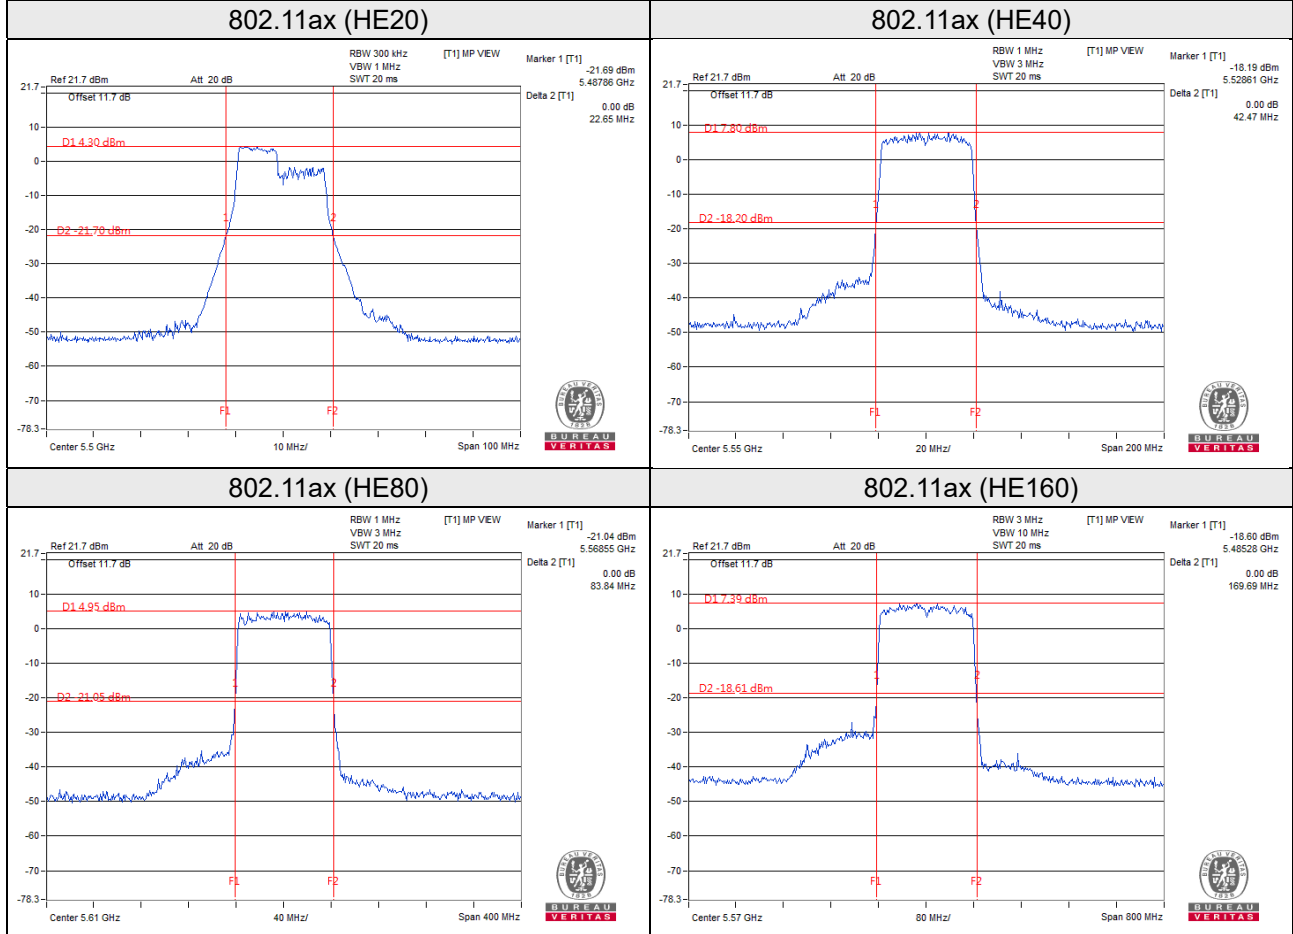 802.11ax (HE20)
RBW 300 kHz
[T1] MP VIEW
VBW 1 MHz
SWT 20 ms
Marker 1 [T1]
-21.69 dBm
5.48786 GHz
Delta 2 [T1]
0.00 dB
22.65 MHz
Ref 21.7 dBm
Att 20 dB
Offset 11.7 dB
21.7
10
0
-10
-20
-30
-40
-50
-60
-70
-78.3
D1 4.30 dBm
D2 -21.70 dBm
1
2
F1
F2
Center 5.5 GHz
10 MHz/
Span 100 MHz
BUREAU VERITAS
1828
BUREAU
VERITAS
802.11ax (HE40)
RBW 1 MHz
[T1] MP VIEW
VBW 3 MHz
SWT 20 ms
Marker 1 [T1]
-18.19 dBm
5.52861 GHz
Delta 2 [T1]
0.00 dB
42.47 MHz
Ref 21.7 dBm
Att 20 dB
Offset 11.7 dB
21.7
10
0
-10
-20
-30
-40
-50
-60
-70
-78.3
D1 7.80 dBm
D2 -18.20 dBm
1
2
F1
F2
Center 5.55 GHz
20 MHz/
Span 200 MHz
BUREAU VERITAS
1828
BUREAU
VERITAS
802.11ax (HE80)
RBW 1 MHz
[T1] MP VIEW
VBW 3 MHz
SWT 20 ms
Marker 1 [T1]
-21.04 dBm
5.56855 GHz
Delta 2 [T1]
0.00 dB
83.84 MHz
Ref 21.7 dBm
Att 20 dB
Offset 11.7 dB
21.7
10
0
-10
-20
-30
-40
-50
-60
-70
-78.3
D1 4.95 dBm
D2 -21.05 dBm
1
2
F1
F2
Center 5.61 GHz
40 MHz/
Span 400 MHz
BUREAU VERITAS
1828
BUREAU
VERITAS
802.11ax (HE160)
RBW 3 MHz
[T1] MP VIEW
VBW 10 MHz
SWT 20 ms
Marker 1 [T1]
-18.60 dBm
5.48528 GHz
Delta 2 [T1]
0.00 dB
169.69 MHz
Ref 21.7 dBm
Att 20 dB
Offset 11.7 dB
21.7
10
0
-10
-20
-30
-40
-50
-60
-70
-78.3
D1 7.39 dBm
D2 -18.61 dBm
1
2
F1
F2
Center 5.57 GHz
80 MHz/
Span 800 MHz
BUREAU VERITAS
1828
BUREAU
VERITAS